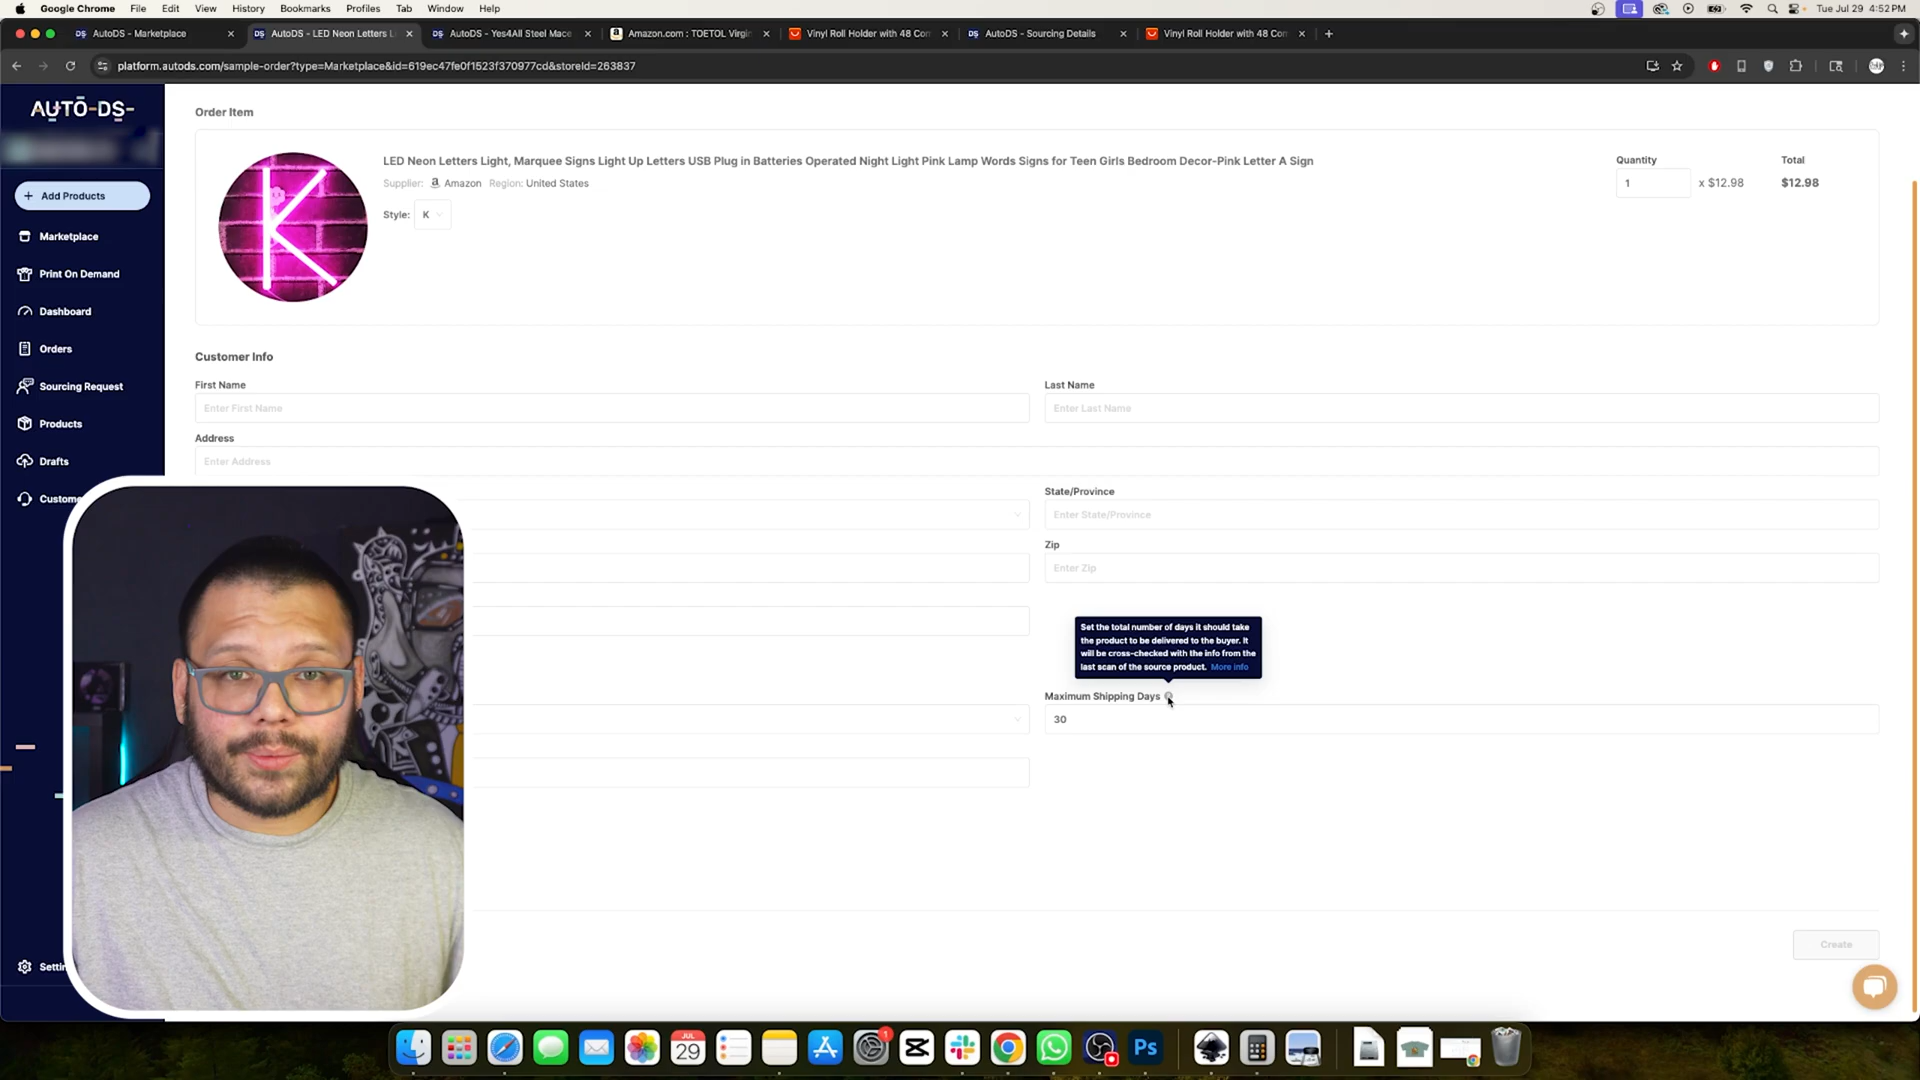 Google Chrome File Edit View History Bookmarks Profiles Tab Window Help
Tue Jul 29 4:52 PM
AutoDS - Marketplace
AutoDS - LED Neon Letters L
AutoDS - Yes4All Steel Mace
Amazon.com : TOETOL Virgin
Vinyl Roll Holder with 48 Com
AutoDS - Sourcing Details
Vinyl Roll Holder with 48 Com
platform.autods.com/sample-order?type=Marketplace&id=619ec47fe0f1523f370977cd&storeId=263837
AUTO-DS-
+ Add Products
Marketplace
Print On Demand
Dashboard
Orders
Sourcing Request
Products
Drafts
Custome
Settin
Order Item
LED Neon Letters Light, Marquee Signs Light Up Letters USB Plug in Batteries Operated Night Light Pink Lamp Words Signs for Teen Girls Bedroom Decor-Pink Letter A Sign
Supplier: Amazon Region: United States
Style: K
Quantity
1 x $12.98
Total
$12.98
K
Customer Info
First Name
Enter First Name
Last Name
Enter Last Name
Address
Enter Address
State/Province
Enter State/Province
Zip
Enter Zip
Set the total number of days it should take
the product to be delivered to the buyer. It
will be cross-checked with the info from the
last scan of the source product. More info
Maximum Shipping Days
30
Create
JUL
29
1
Ps